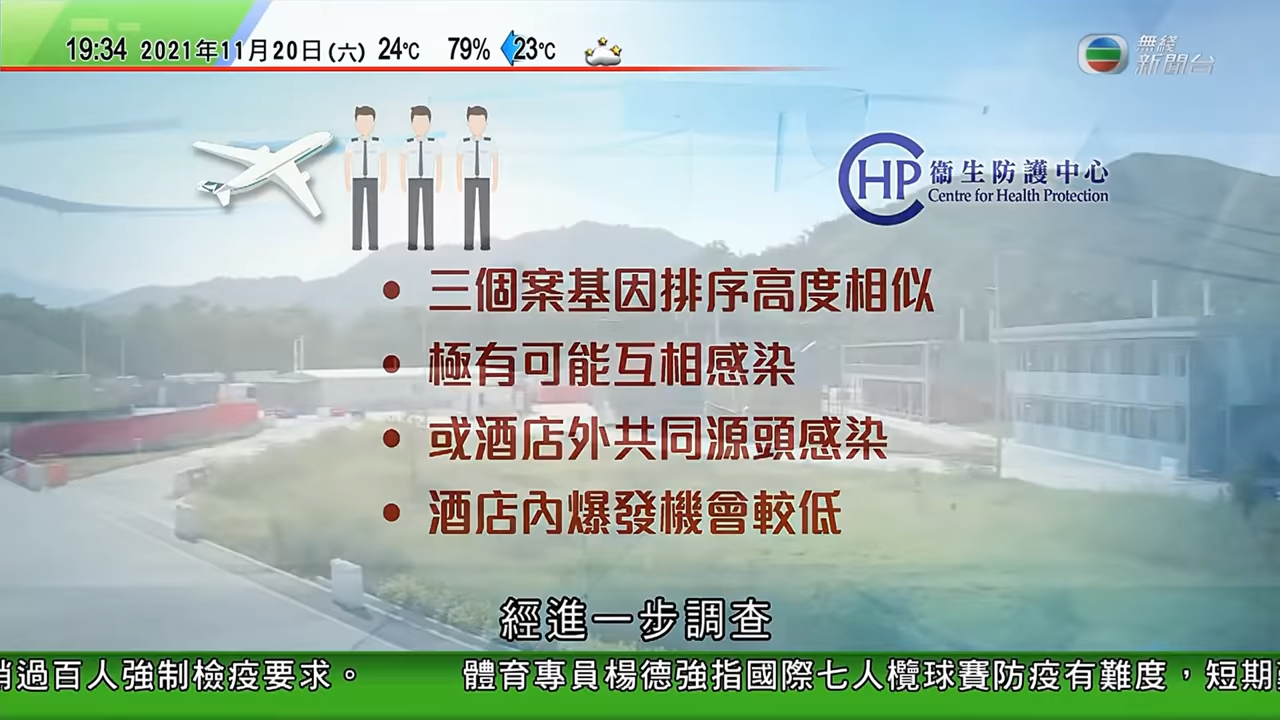 19:34 2021年11月20日(六) 24℃ 79% 23℃
無綫
新聞台
CHP
衞生防護中心
Centre for Health Protection
• 三個案基因排序高度相似
• 極有可能互相感染
• 或酒店外共同源頭感染
• 酒店內爆發機會較低
經進一步調查
過百人強制檢疫要求。 體育專員楊德強指國際七人欖球賽防疫有難度，短期